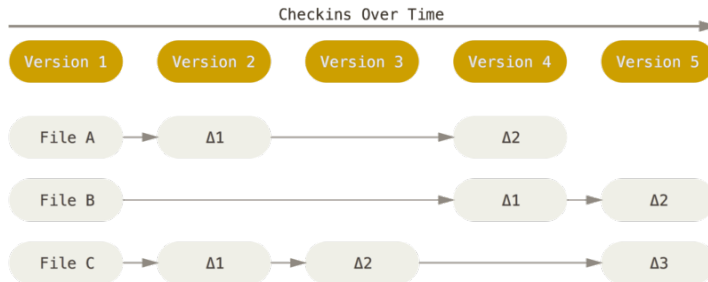 Checkins Over Time
Version 1 Version 2 Version 3 Version 4 Version 5
File A Δ1 Δ2
File B Δ1 Δ2
File C Δ1 Δ2 Δ3